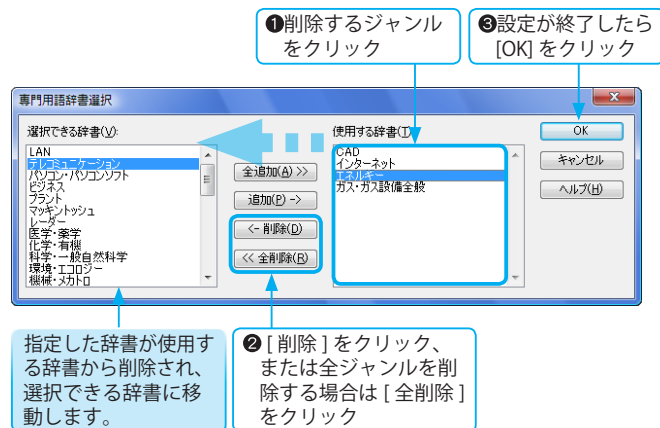 ❶削除するジャンル
をクリック
❸設定が終了したら
[OK] をクリック
専門用語辞書選択
選択できる辞書(V):
使用する辞書(T)
LAN
テレコミュニケーション
パソコン・パソコンソフト
ビジネス
プラント
マッキントッシュ
レーダー
医学・薬学
化学・有機
科学・一般自然科学
環境・エコロジー
機械・メカトロ
全追加(A) >>
追加(P) ->
<- 削除(D)
<< 全削除(R)
CAD
インターネット
エネルギー
ガス・ガス設備全般
OK
キャンセル
ヘルプ(H)
指定した辞書が使用す
る辞書から削除され、
選択できる辞書に移
動します。
❷ [ 削除 ] をクリック、
または全ジャンルを削
除する場合は [ 全削除 ]
をクリック